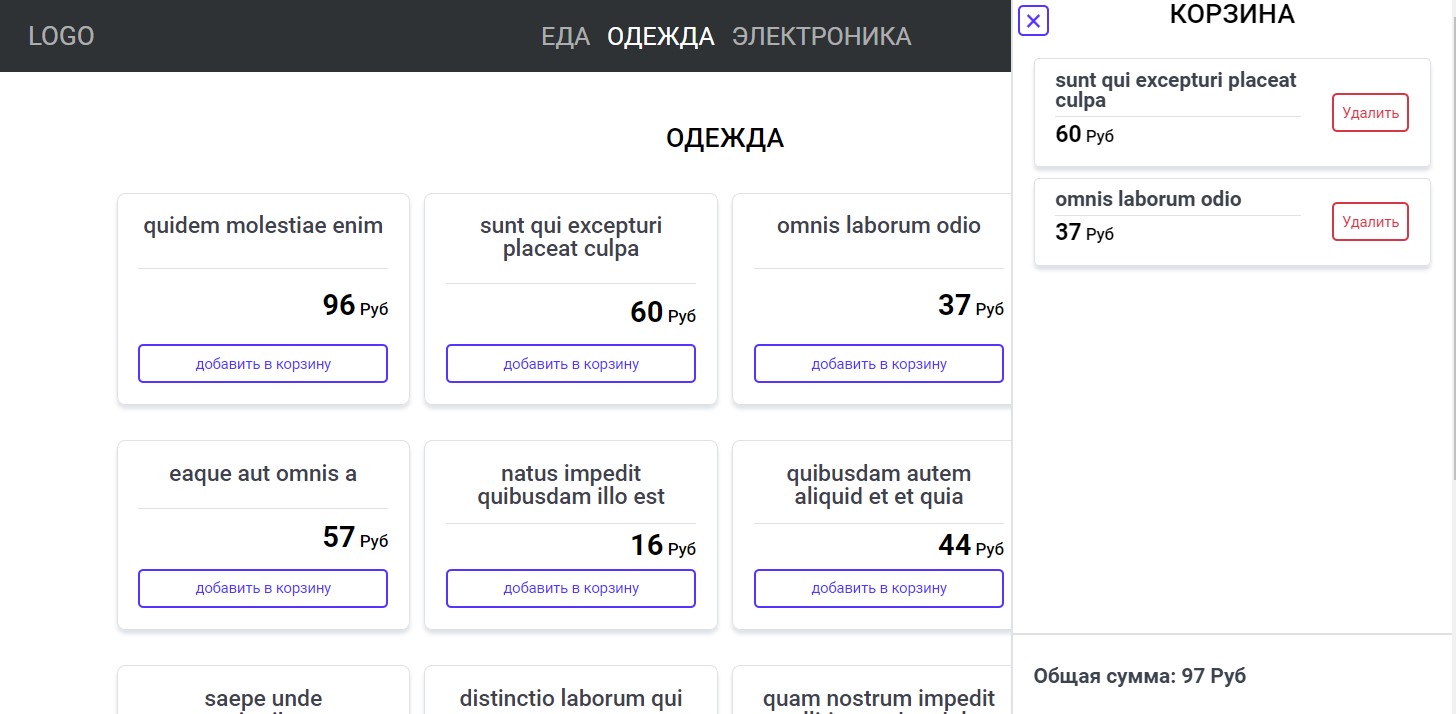 LOGO
ЕДА ОДЕЖДА ЭЛЕКТРОНИКА
ОДЕЖДА
quidem molestiae enim
96 Руб
добавить в корзину
sunt qui excepturi
placeat culpa
60 Руб
добавить в корзину
omnis laborum odio
37 Руб
добавить в корзину
eaque aut omnis a
57 Руб
добавить в корзину
natus impedit
quibusdam illo est
16 Руб
добавить в корзину
quibusdam autem
aliquid et et quia
44 Руб
добавить в корзину
saepe unde
distinctio laborum qui
quam nostrum impedit
КОРЗИНА
sunt qui excepturi placeat
culpa
60 Руб
Удалить
omnis laborum odio
37 Руб
Удалить
Общая сумма: 97 Руб